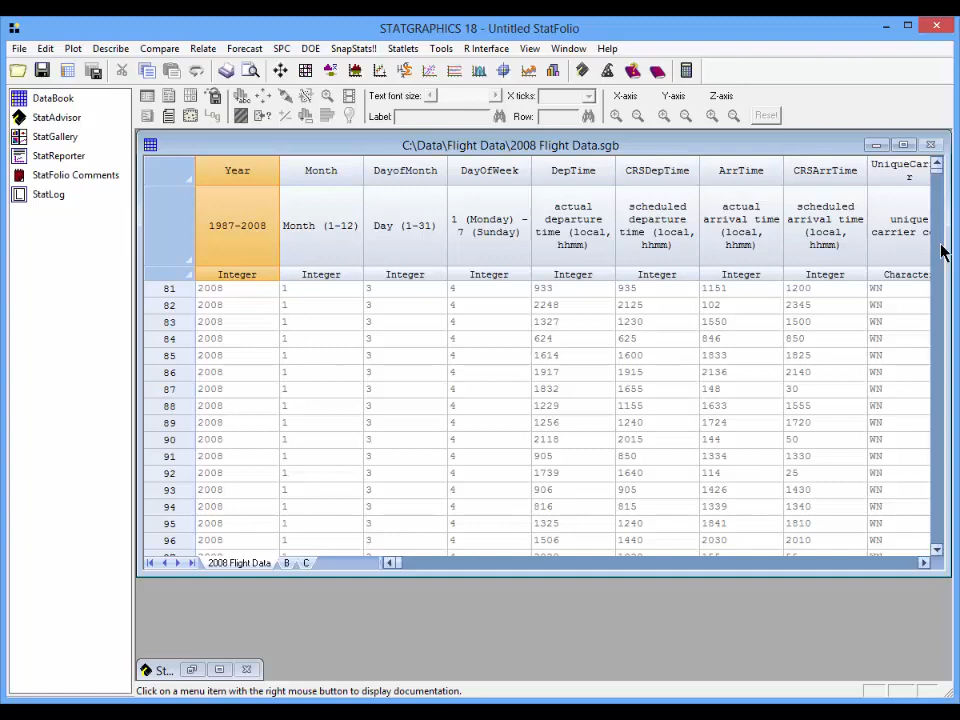 STATGRAPHICS 18 - Untitled StatFolio
File Edit Plot Describe Compare Relate Forecast SPC DOE SnapStats!! Statlets Tools R Interface View Window Help
Text font size: X ticks: X-axis Y-axis Z-axis
Log Label: Row: Reset
DataBook
StatAdvisor
StatGallery
StatReporter
StatFolio Comments
StatLog
C:\Data\Flight Data\2008 Flight Data.sgb
Year Month DayofMonth DayOfWeek DepTime CRSDepTime ArrTime CRSArrTime UniqueCar
r
1987-2008 Month (1-12) Day (1-31) 1 (Monday) - 7 (Sunday) actual departure time (local, hhmm) scheduled departure time (local, hhmm) actual arrival time (local, hhmm) scheduled arrival time (local, hhmm) unique carrier co
Integer Integer Integer Integer Integer Integer Integer Integer Characte
81 2008 1 3 4 933 935 1151 1200 WN
82 2008 1 3 4 2248 2125 102 2345 WN
83 2008 1 3 4 1327 1230 1550 1500 WN
84 2008 1 3 4 624 625 846 850 WN
85 2008 1 3 4 1614 1600 1833 1825 WN
86 2008 1 3 4 1917 1915 2136 2140 WN
87 2008 1 3 4 1832 1655 148 30 WN
88 2008 1 3 4 1229 1155 1633 1555 WN
89 2008 1 3 4 1256 1240 1724 1720 WN
90 2008 1 3 4 2118 2015 144 50 WN
91 2008 1 3 4 905 850 1334 1330 WN
92 2008 1 3 4 1739 1640 114 25 WN
93 2008 1 3 4 906 905 1426 1430 WN
94 2008 1 3 4 816 815 1339 1340 WN
95 2008 1 3 4 1325 1240 1841 1810 WN
96 2008 1 3 4 1506 1440 2030 2010 WN
2008 Flight Data B C
St...
Click on a menu item with the right mouse button to display documentation.